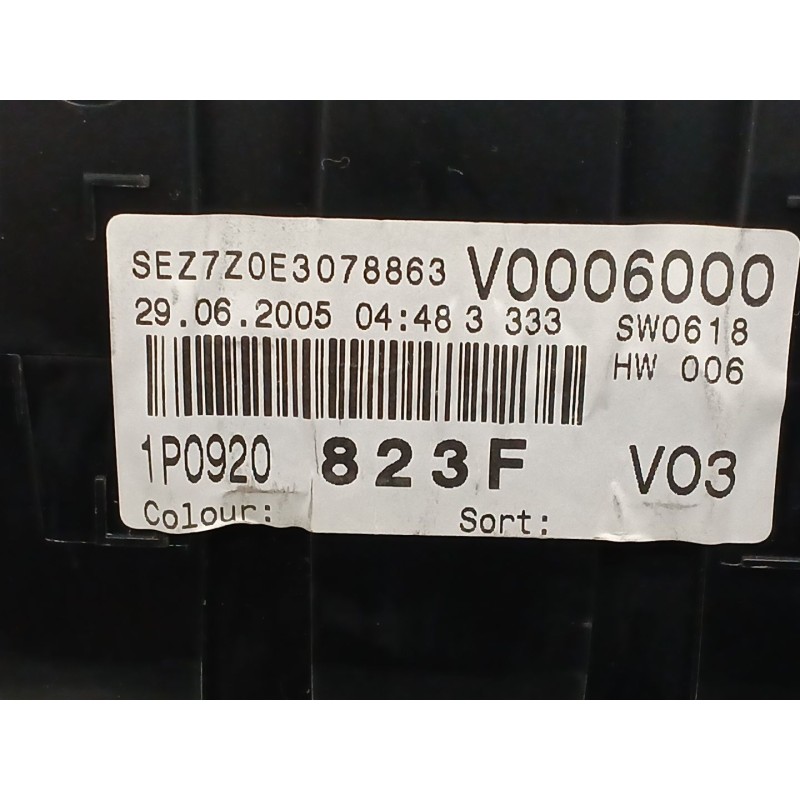 SEZ7Z0E3078863 V0006000
29.06.2005 04:48 3 333 SW0618
HW 006
1P0920 823F V03
Colour: Sort: